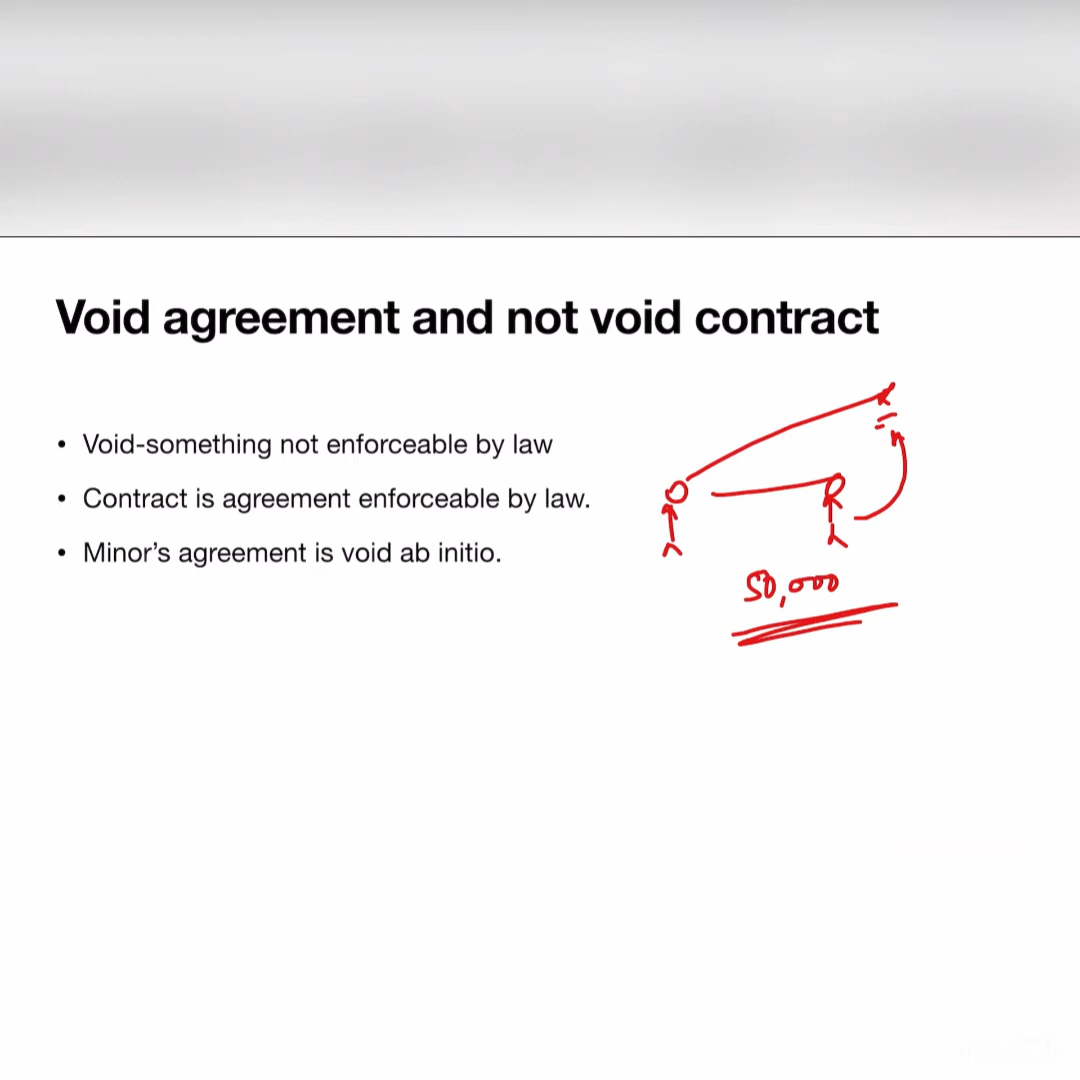 Void agreement and not void contract
• Void-something not enforceable by law
• Contract is agreement enforceable by law.
• Minor's agreement is void ab initio.
50,000